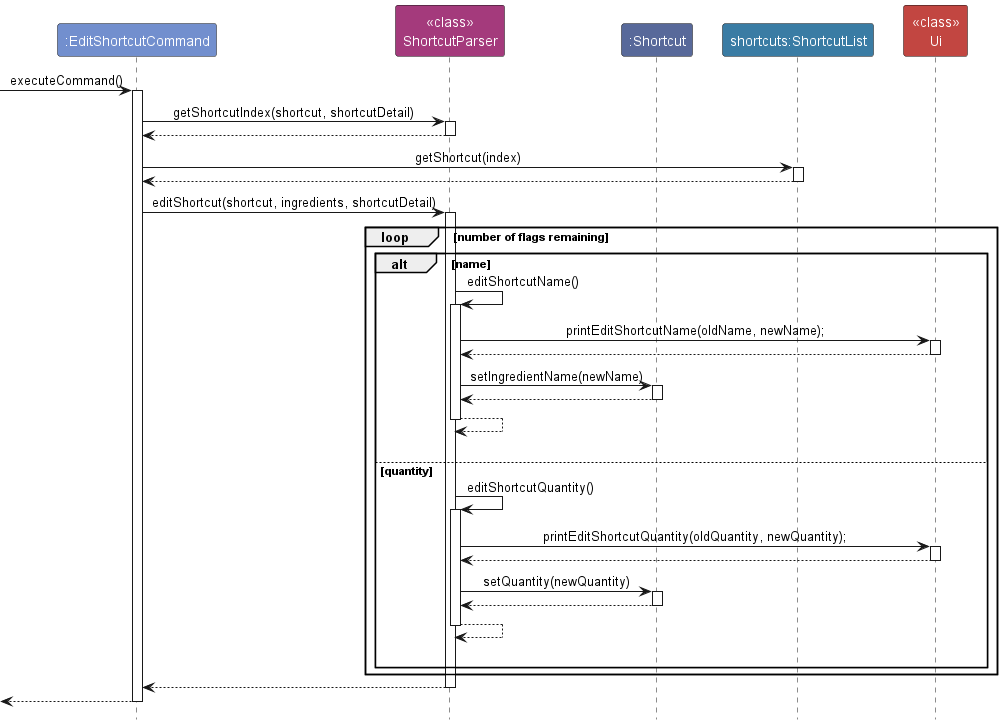 :EditShortcutCommand
«class»
ShortcutParser
:Shortcut
shortcuts:ShortcutList
«class»
Ui
executeCommand()
getShortcutIndex(shortcut, shortcutDetail)
getShortcut(index)
editShortcut(shortcut, ingredients, shortcutDetail)
loop [number of flags remaining]
alt [name]
editShortcutName()
printEditShortcutName(oldName, newName);
setIngredientName(newName)
[quantity]
editShortcutQuantity()
printEditShortcutQuantity(oldQuantity, newQuantity);
setQuantity(newQuantity)